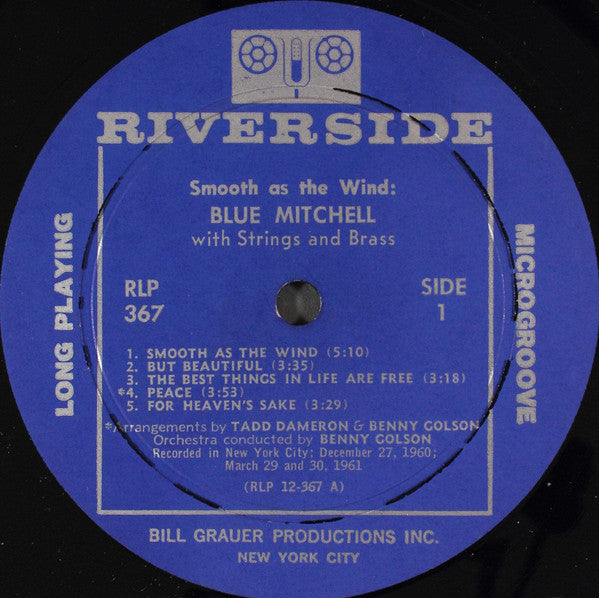 RIVERSIDE
Smooth as the Wind:
BLUE MITCHELL
with Strings and Brass
RLP
367
SIDE
1
LONG PLAYING
MICROGROOVE
1. SMOOTH AS THE WIND (5:10)
2. BUT BEAUTIFUL (3:35)
3. THE BEST THINGS IN LIFE ARE FREE (3:18)
*4. PEACE (3:53)
5. FOR HEAVEN'S SAKE (3:29)
*Arrangements by TADD DAMERON & BENNY GOLSON
Orchestra conducted by BENNY GOLSON
Recorded in New York City; December 27, 1960;
March 29 and 30, 1961
(RLP 12-367 A)
BILL GRAUER PRODUCTIONS INC.
NEW YORK CITY